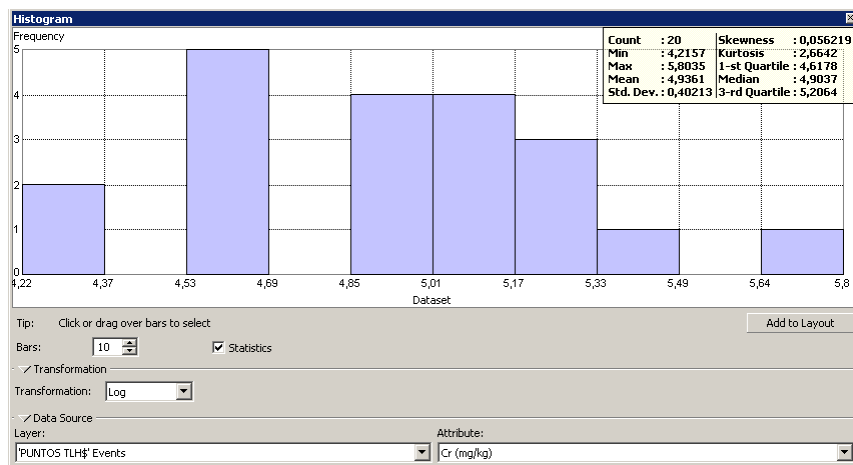 Histogram
Frequency
Count : 20 Skewness : 0,056219
Min : 4,2157 Kurtosis : 2,6642
Max : 5,8035 1-st Quartile : 4,6178
Mean : 4,9361 Median : 4,9037
Std. Dev. : 0,40213 3-rd Quartile : 5,2064
5
4
3
2
1
0
4,22 4,37 4,53 4,69 4,85 5,01 5,17 5,33 5,49 5,64 5,8
Dataset
Tip: Click or drag over bars to select
Add to Layout
Bars: 10 Statistics
Transformation
Transformation: Log
Data Source
Layer: Attribute:
'PUNTOS TLH$' Events Cr (mg/kg)